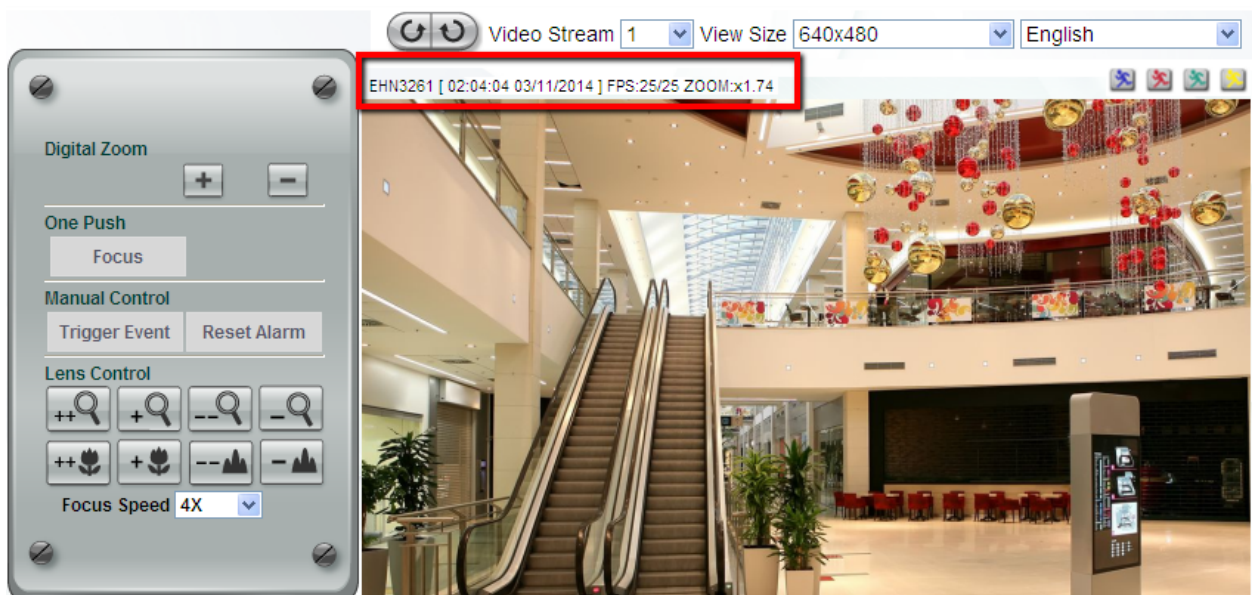 Video Stream 1 View Size 640x480 English
EHN3261 [ 02:04:04 03/11/2014 ] FPS:25/25 ZOOM:x1.74
Digital Zoom
+ -
One Push
Focus
Manual Control
Trigger Event Reset Alarm
Lens Control
++ + -- -
++ + -- -
Focus Speed 4X